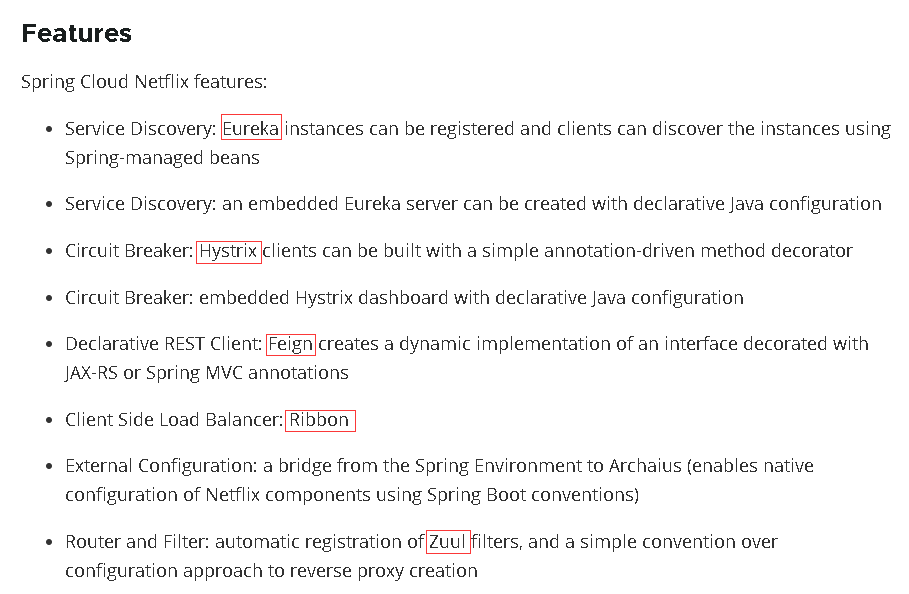 Features
Spring Cloud Netflix features:
• Service Discovery: Eureka instances can be registered and clients can discover the instances using
Spring-managed beans
• Service Discovery: an embedded Eureka server can be created with declarative Java configuration
• Circuit Breaker: Hystrix clients can be built with a simple annotation-driven method decorator
• Circuit Breaker: embedded Hystrix dashboard with declarative Java configuration
• Declarative REST Client: Feign creates a dynamic implementation of an interface decorated with
JAX-RS or Spring MVC annotations
• Client Side Load Balancer: Ribbon
• External Configuration: a bridge from the Spring Environment to Archaius (enables native
configuration of Netflix components using Spring Boot conventions)
• Router and Filter: automatic registration of Zuul filters, and a simple convention over
configuration approach to reverse proxy creation